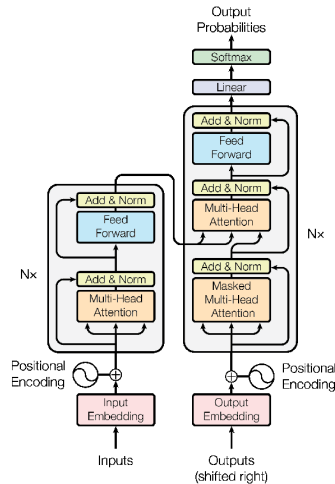 Output
Probabilities
Softmax
Linear
Add & Norm
Feed
Forward
Add & Norm
Multi-Head
Attention
Add & Norm
Masked
Multi-Head
Attention
Nx
Positional
Encoding
Output
Embedding
Outputs
(shifted right)
Add & Norm
Feed
Forward
Add & Norm
Multi-Head
Attention
Nx
Positional
Encoding
Input
Embedding
Inputs